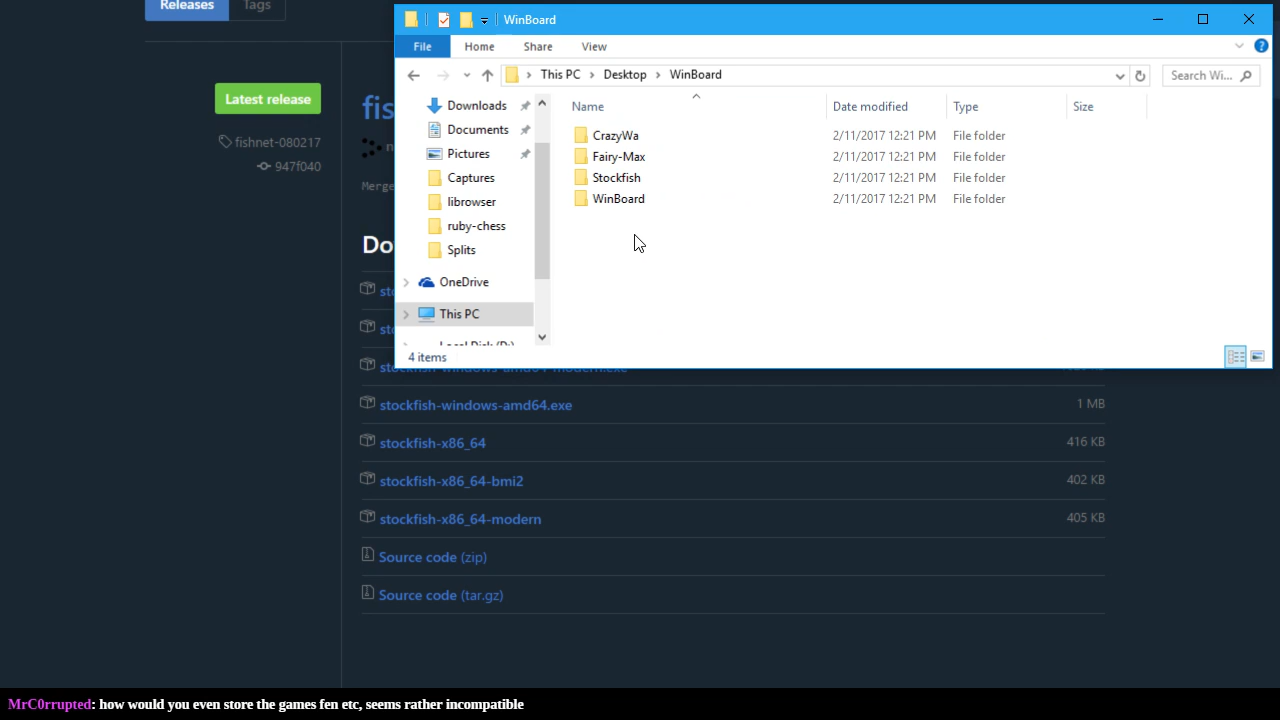 Releases
Tags
WinBoard
File
Home
Share
View
This PC
Desktop
WinBoard
Search Wi...
Downloads
Documents
Pictures
Captures
librowser
ruby-chess
Splits
OneDrive
This PC
Name
Date modified
Type
Size
CrazyWa 2/11/2017 12:21 PM File folder
Fairy-Max 2/11/2017 12:21 PM File folder
Stockfish 2/11/2017 12:21 PM File folder
WinBoard 2/11/2017 12:21 PM File folder
4 items
Latest release
fishnet-080217
947f040
fis
n
Merge
Do
stockfish-windows-amd64.exe 1 MB
stockfish-x86_64 416 KB
stockfish-x86_64-bmi2 402 KB
stockfish-x86_64-modern 405 KB
Source code (zip)
Source code (tar.gz)
MrC0rrupted: how would you even store the games fen etc, seems rather incompatible